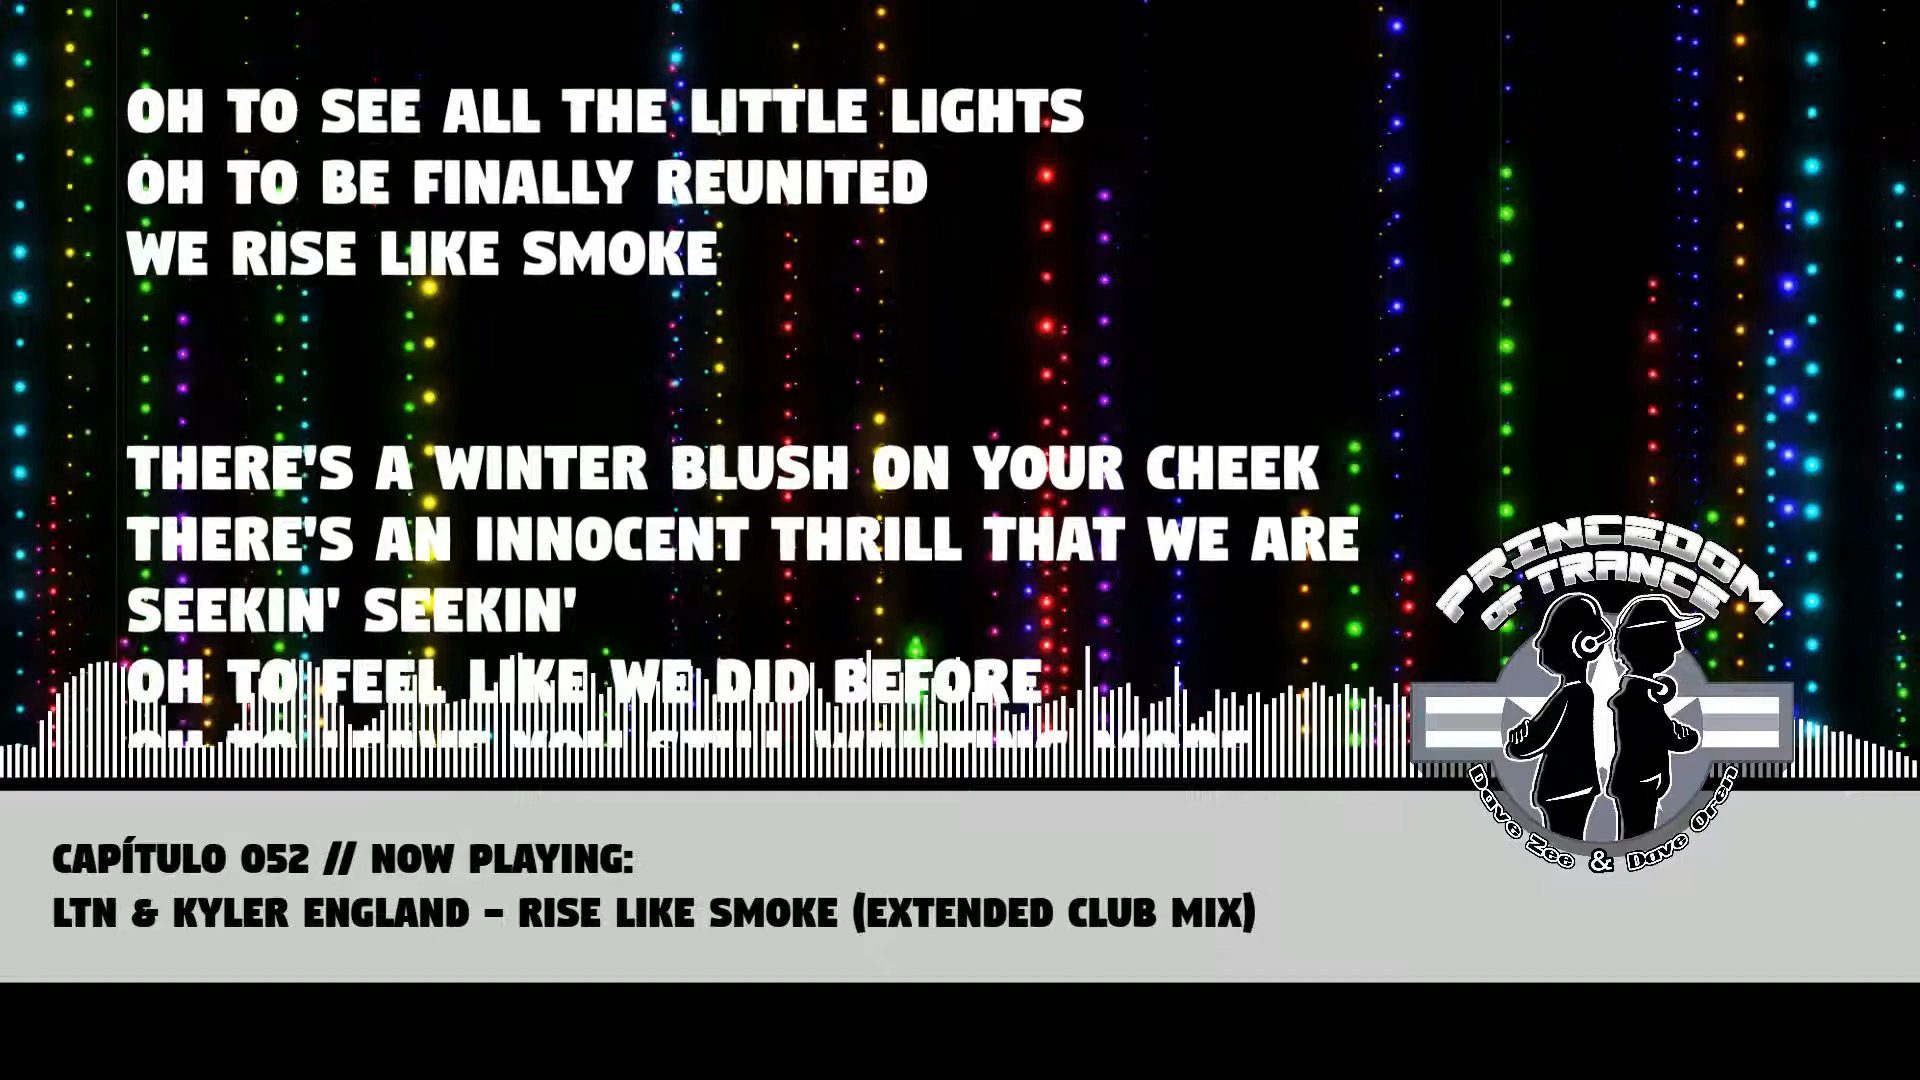 OH TO SEE ALL THE LITTLE LIGHTS
OH TO BE FINALLY REUNITED
WE RISE LIKE SMOKE
THERE'S A WINTER BLUSH ON YOUR CHEEK
THERE'S AN INNOCENT THRILL THAT WE ARE
SEEKIN' SEEKIN'
OH TO FEEL LIKE WE DID BEFORE
PRINCEDOM
OF TRANCE
Dave Zee & Dave Oren
CAPÍTULO 052 // NOW PLAYING:
LTN & KYLER ENGLAND - RISE LIKE SMOKE (EXTENDED CLUB MIX)